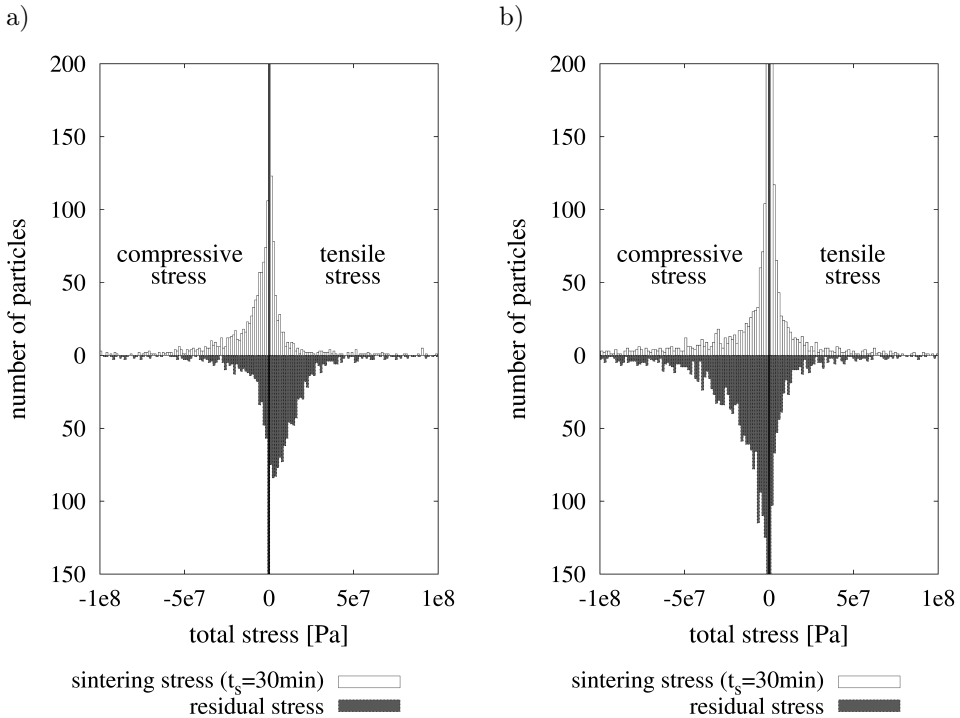 a)
200
150
100
50
0
50
100
150
number of particles
compressive
stress
tensile
stress
-1e8 -5e7 0 5e7 1e8
total stress [Pa]
sintering stress (tₛ=30min)
residual stress
b)
200
150
100
50
0
50
100
150
number of particles
compressive
stress
tensile
stress
-1e8 -5e7 0 5e7 1e8
total stress [Pa]
sintering stress (tₛ=30min)
residual stress